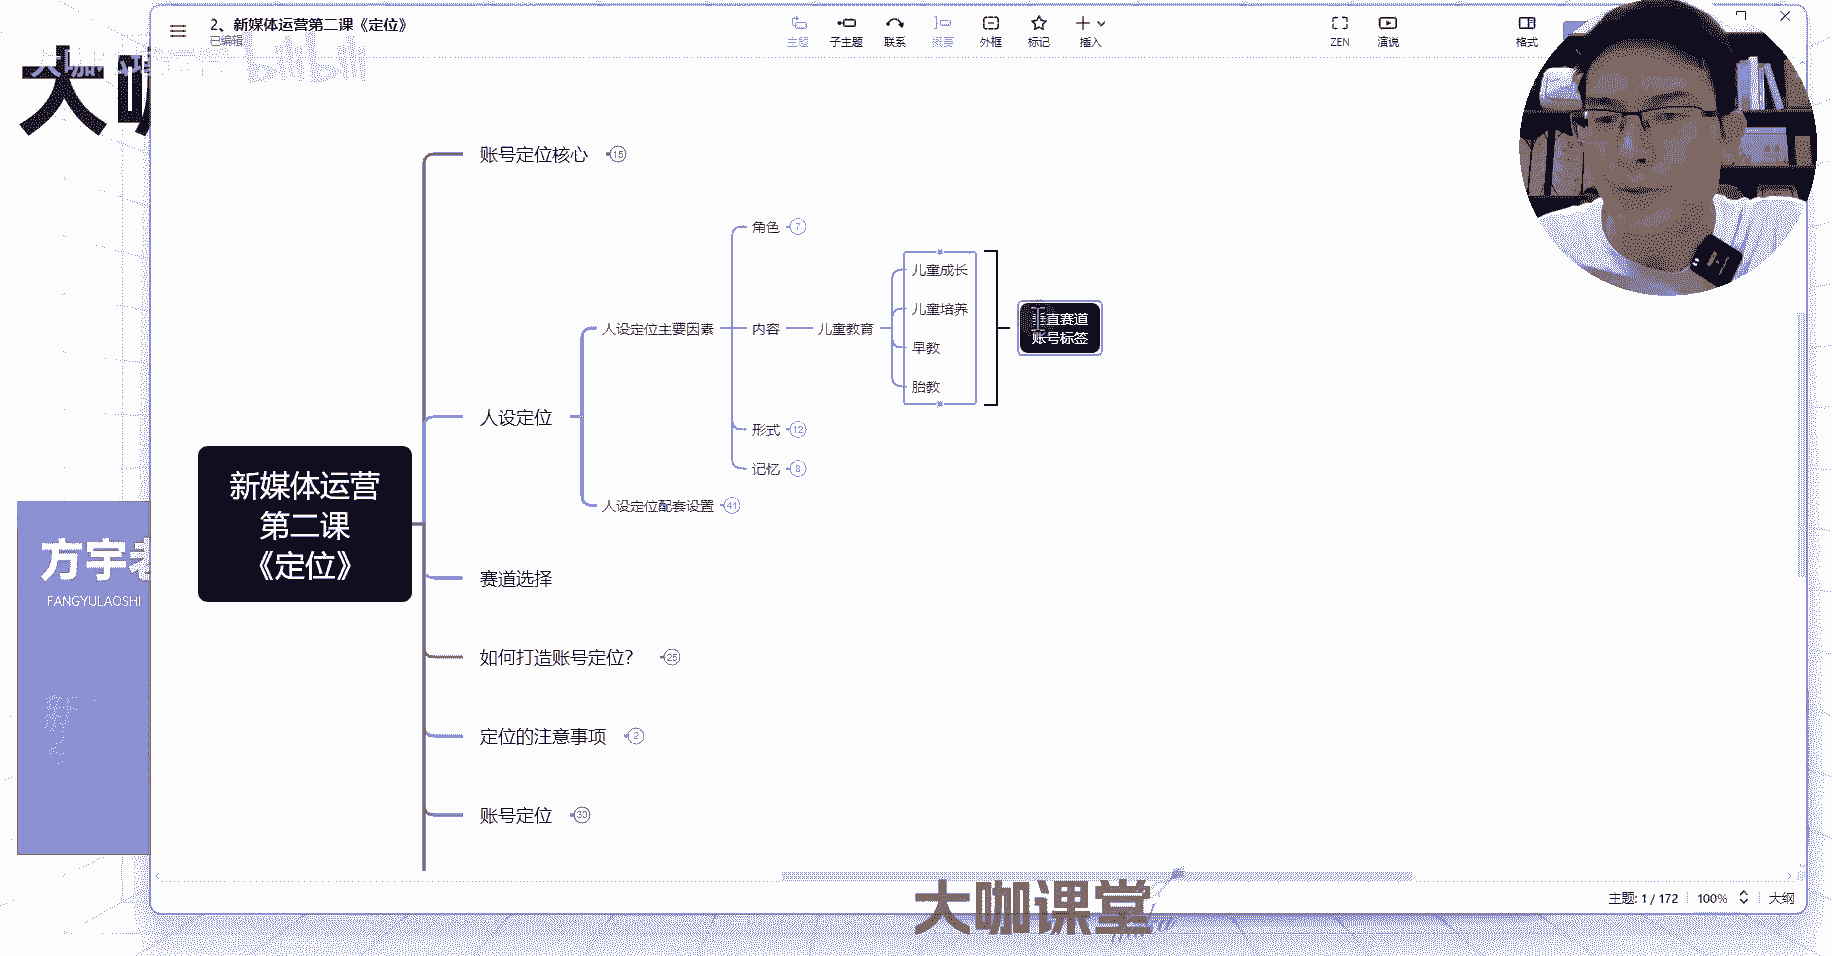 2、新媒体运营第二课《定位》
已编辑
主题
子主题
联系
概要
外框
标记
插入
ZEN
演说
格式
bilibili
大咖
账号定位核心
15
角色
7
儿童成长
儿童培养
早教
胎教
人设定位主要因素
内容
儿童教育
垂直赛道
账号标签
形式
12
记忆
8
人设定位
人设定位配套设置
41
新媒体运营
第二课
《定位》
赛道选择
如何打造账号定位？
25
定位的注意事项
2
账号定位
30
方宇老
FANGYULAOSHI
大咖课堂
主题: 1 / 172
100%
大纲